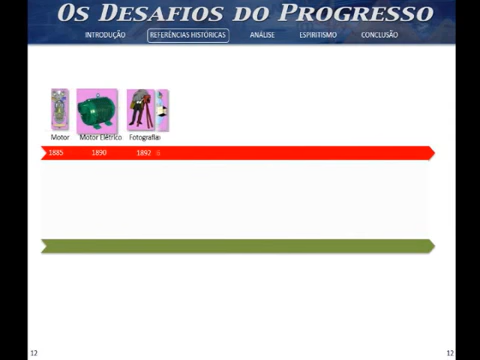 OS DESAFIOS DO PROGRESSO
INTRODUÇÃO REFERÊNCIAS HISTÓRICAS ANÁLISE ESPIRITISMO CONCLUSÃO
Motor Motor Elétrico Fotografia
1885 1890 1892
12 12